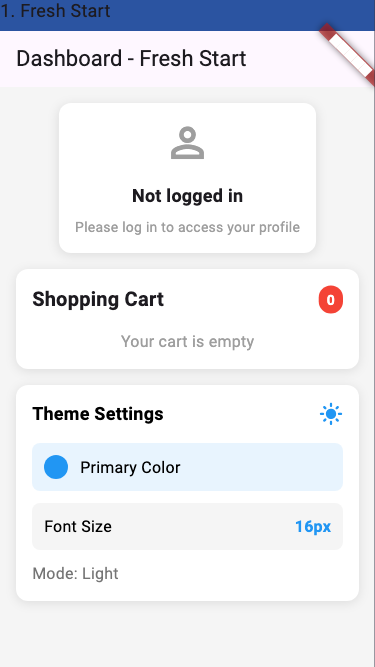 1. Fresh Start
Dashboard - Fresh Start
Not logged in
Please log in to access your profile
Shopping Cart
0
Your cart is empty
Theme Settings
Primary Color
Font Size
16px
Mode: Light